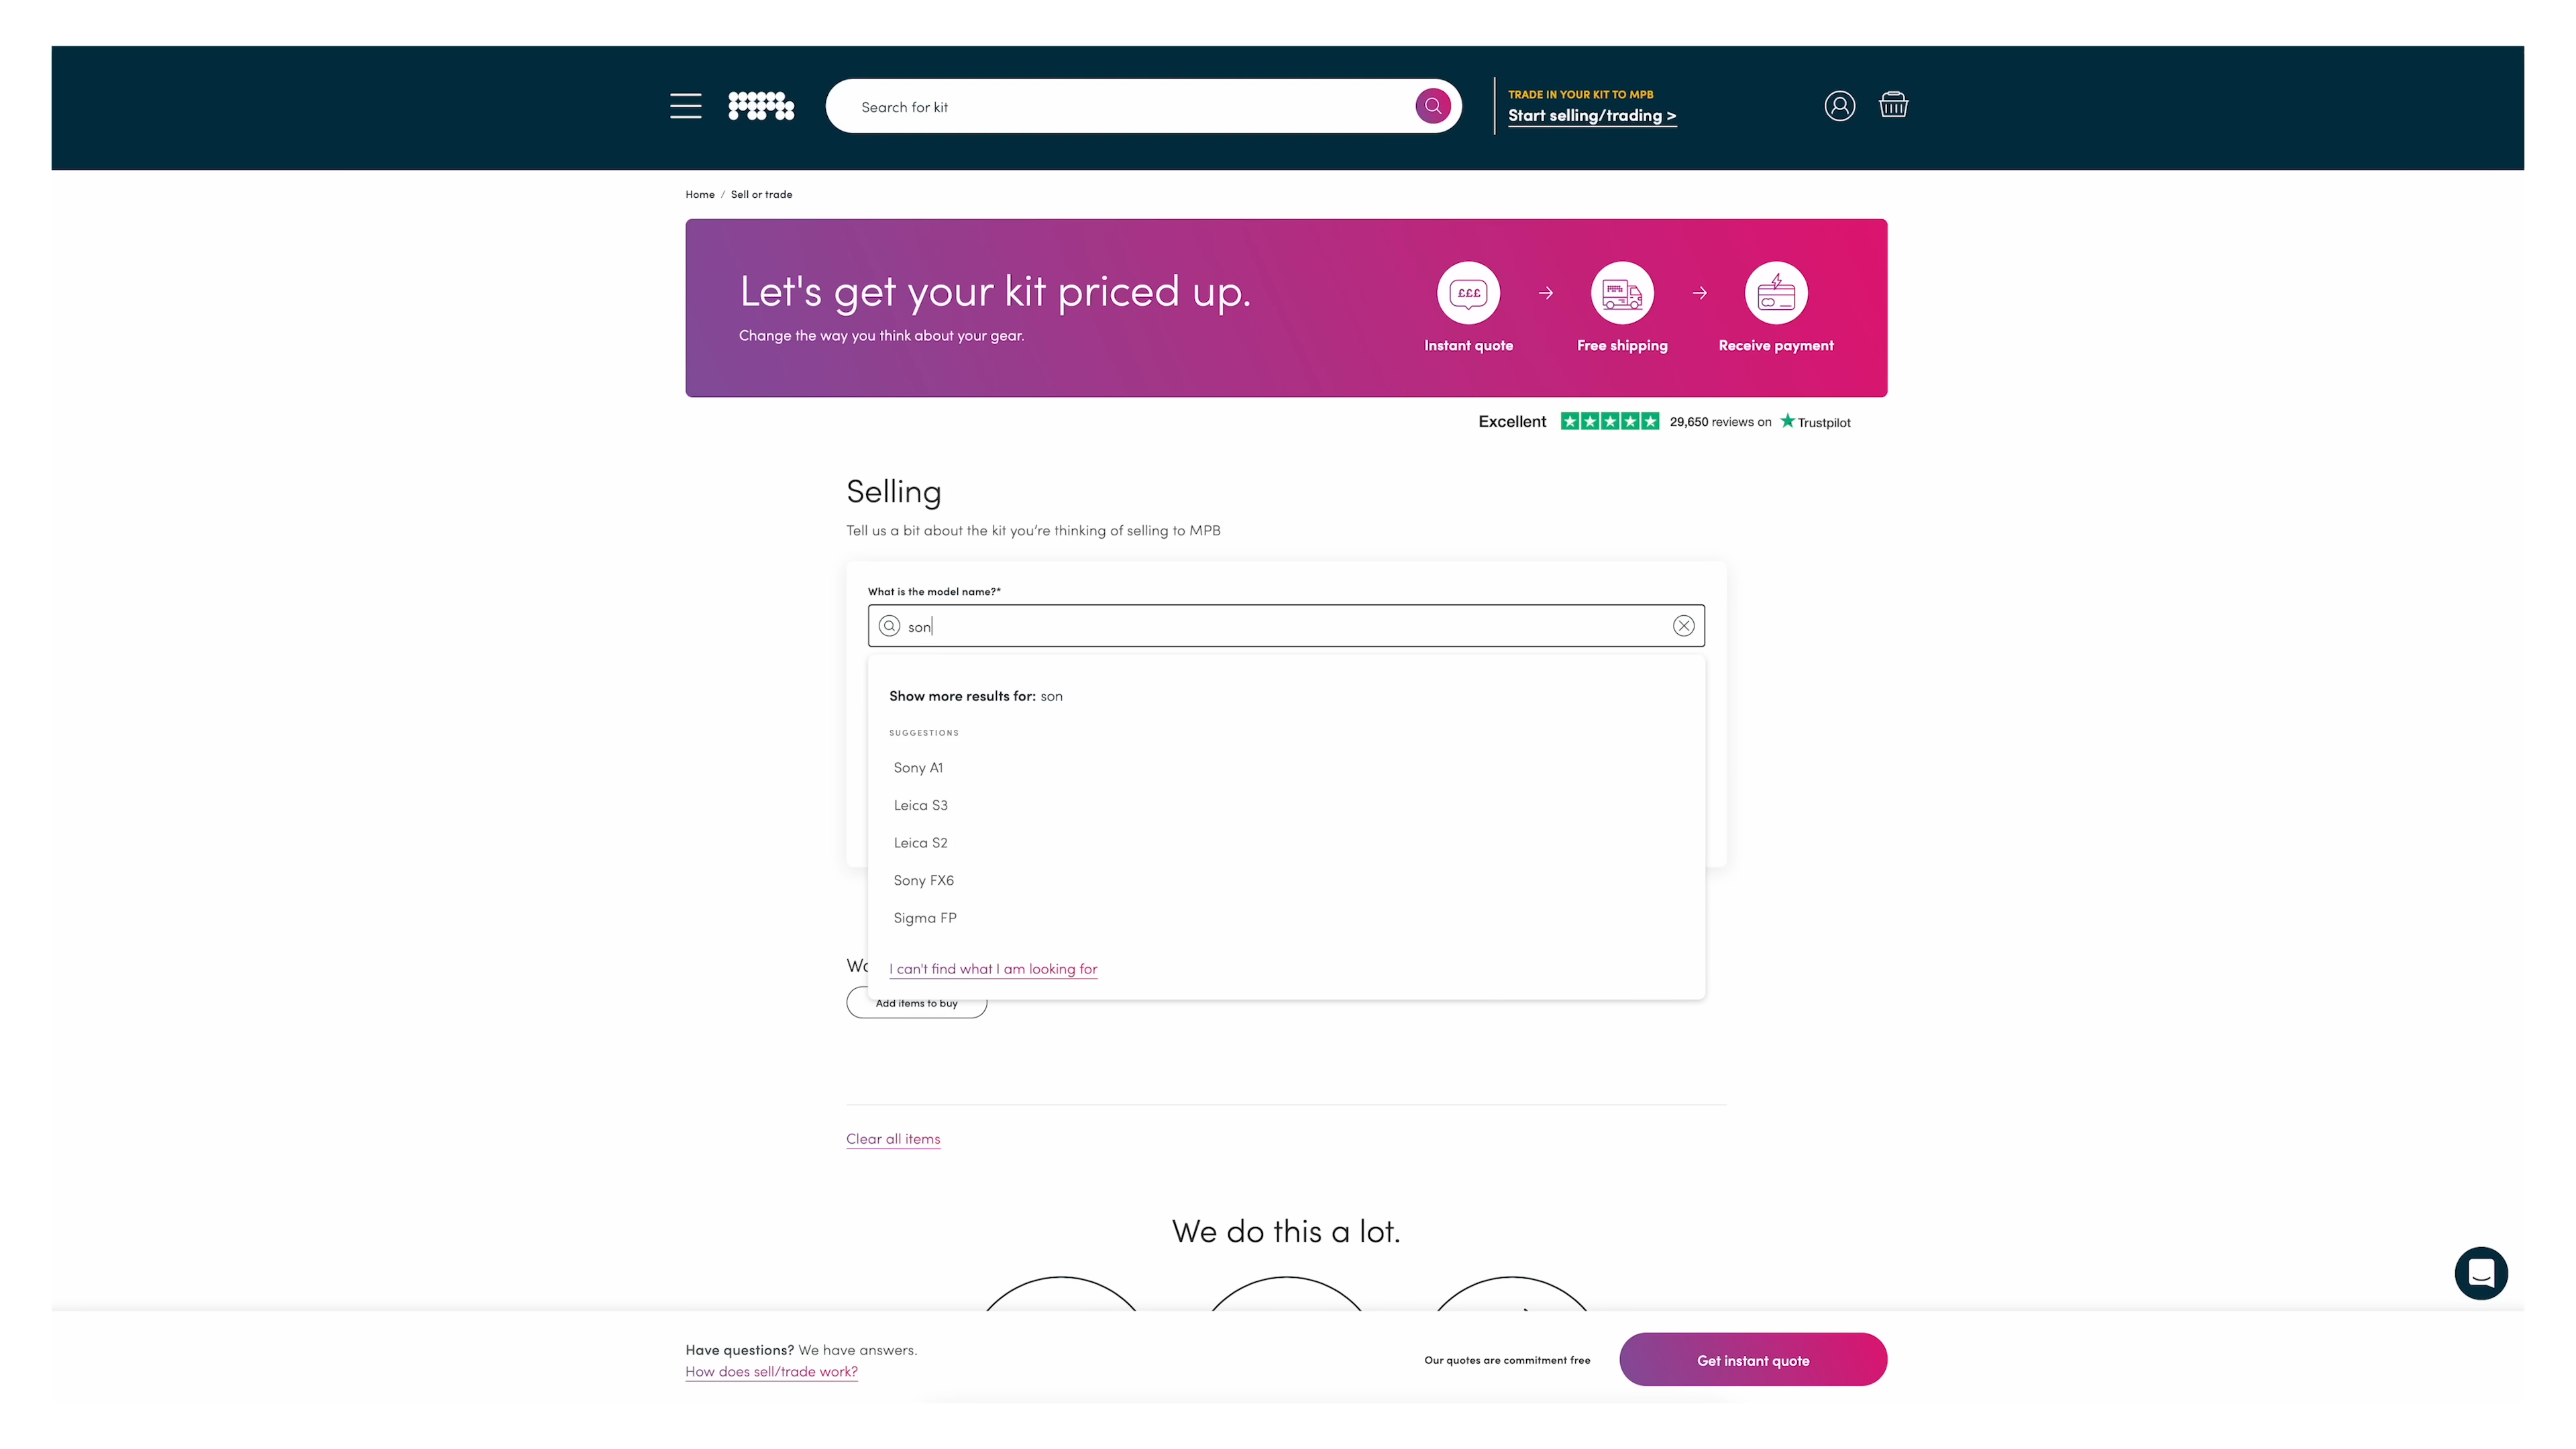 mpb
Search for kit
TRADE IN YOUR KIT TO MPB
Start selling/trading >
Home / Sell or trade
Let's get your kit priced up.
Change the way you think about your gear.
£££
Instant quote
Free shipping
Receive payment
Excellent 29,650 reviews on Trustpilot
Selling
Tell us a bit about the kit you're thinking of selling to MPB
What is the model name?*
son
Show more results for: son
SUGGESTIONS
Sony A1
Leica S3
Leica S2
Sony FX6
Sigma FP
I can't find what I am looking for
Add items to buy
Clear all items
We do this a lot.
Have questions? We have answers.
How does sell/trade work?
Our quotes are commitment free
Get instant quote